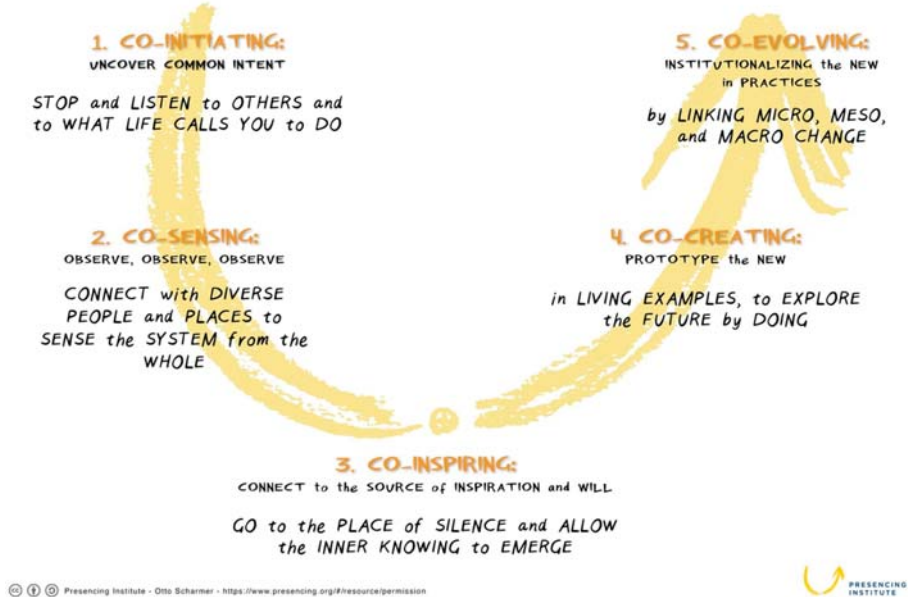 1. CO-INITIATING:
UNCOVER COMMON INTENT
STOP and LISTEN to OTHERS and
to WHAT LIFE CALLS YOU to DO
2. CO-SENSING:
OBSERVE, OBSERVE, OBSERVE
CONNECT with DIVERSE
PEOPLE and PLACES to
SENSE the SYSTEM from the
WHOLE
3. CO-INSPIRING:
CONNECT to the SOURCE of INSPIRATION and WILL
GO to the PLACE of SILENCE and ALLOW
the INNER KNOWING to EMERGE
4. CO-CREATING:
PROTOTYPE the NEW
in LIVING EXAMPLES, to EXPLORE
the FUTURE by DOING
5. CO-EVOLVING:
INSTITUTIONALIZING the NEW
in PRACTICES
by LINKING MICRO, MESO,
and MACRO CHANGE
cc Presencing Institute - Otto Scharmer - https://www.presencing.org/#/resource/permission
PRESENCING
INSTITUTE